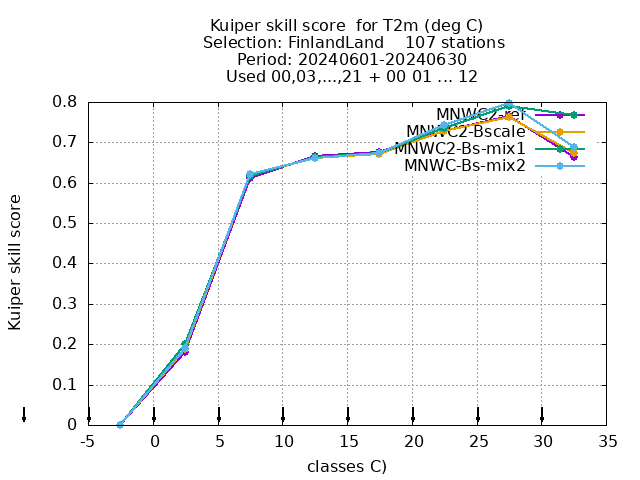 Kuiper skill score  for T2m (deg C)
Selection: FinlandLand    107 stations
Period: 20240601-20240630
Used 00,03,...,21 + 00 01 ... 12
Kuiper skill score
0.8
0.7
0.6
0.5
0.4
0.3
0.2
0.1
0
MNWC2-ref
MNWC2-Bscale
MNWC2-Bs-mix1
MNWC-Bs-mix2
-5 0 5 10 15 20 25 30 35
classes C)